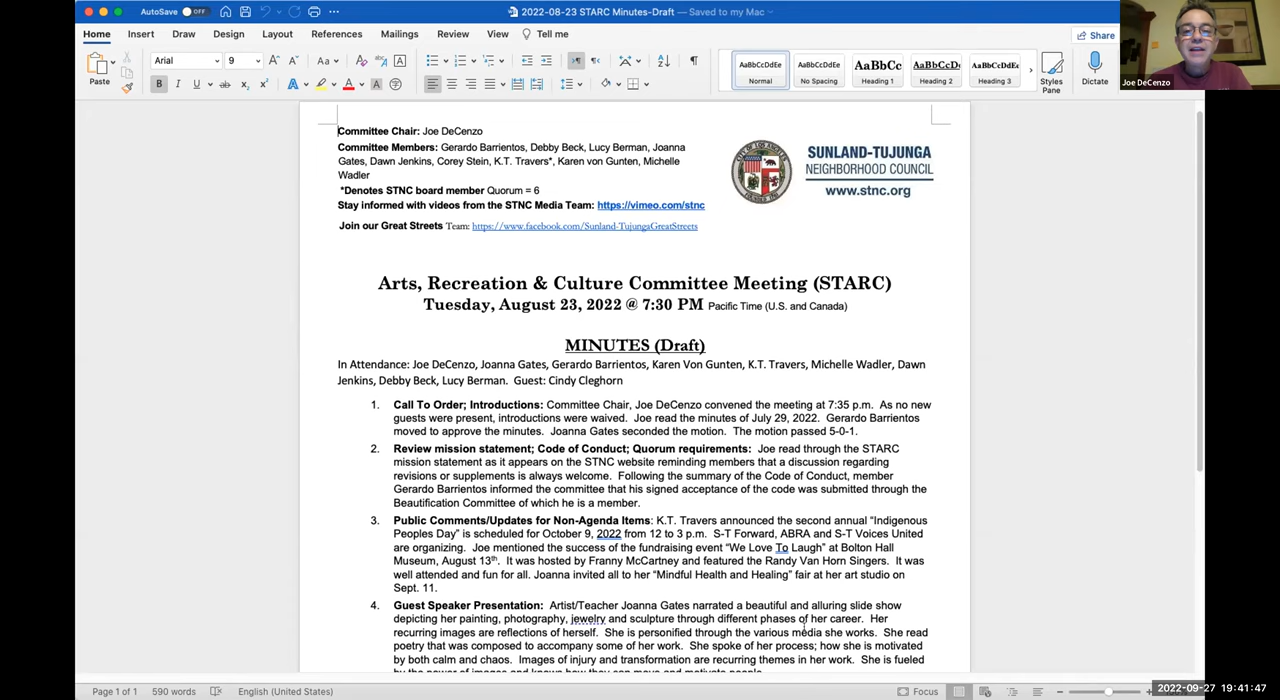 AutoSave OFF
2022-08-23 STARC Minutes-Draft — Saved to my Mac
Home Insert Draw Design Layout References Mailings Review View Tell me
Share
Paste
Arial
9
AaBbCcDdEe
Normal
AaBbCcDdEe
No Spacing
AaBbCc
Heading 1
AaBbCcDc
Heading 2
AaBbCcDdEe
Heading 3
Styles
Pane
Dictate
Joe DeCenzo
Committee Chair: Joe DeCenzo
Committee Members: Gerardo Barrientos, Debby Beck, Lucy Berman, Joanna
Gates, Dawn Jenkins, Corey Stein, K.T. Travers*, Karen von Gunten, Michelle
Wadler
*Denotes STNC board member Quorum = 6
Stay informed with videos from the STNC Media Team: https://vimeo.com/stnc
Join our Great Streets Team: https://www.facebook.com/Sunland-TujungaGreatStreets
SUNLAND-TUJUNGA
NEIGHBORHOOD COUNCIL
www.stnc.org
Arts, Recreation & Culture Committee Meeting (STARC)
Tuesday, August 23, 2022 @ 7:30 PM Pacific Time (U.S. and Canada)
MINUTES (Draft)
In Attendance: Joe DeCenzo, Joanna Gates, Gerardo Barrientos, Karen Von Gunten, K.T. Travers, Michelle Wadler, Dawn
Jenkins, Debby Beck, Lucy Berman. Guest: Cindy Cleghorn
1. Call To Order; Introductions: Committee Chair, Joe DeCenzo convened the meeting at 7:35 p.m. As no new
guests were present, introductions were waived. Joe read the minutes of July 29, 2022. Gerardo Barrientos
moved to approve the minutes. Joanna Gates seconded the motion. The motion passed 5-0-1.
2. Review mission statement; Code of Conduct; Quorum requirements: Joe read through the STARC
mission statement as it appears on the STNC website reminding members that a discussion regarding
revisions or supplements is always welcome. Following the summary of the Code of Conduct, member
Gerardo Barrientos informed the committee that his signed acceptance of the code was submitted through the
Beautification Committee of which he is a member.
3. Public Comments/Updates for Non-Agenda Items: K.T. Travers announced the second annual “Indigenous
Peoples Day” is scheduled for October 9, 2022 from 12 to 3 p.m. S-T Forward, ABRA and S-T Voices United
are organizing. Joe mentioned the success of the fundraising event “We Love To Laugh” at Bolton Hall
Museum, August 13th. It was hosted by Franny McCartney and featured the Randy Van Horn Singers. It was
well attended and fun for all. Joanna invited all to her “Mindful Health and Healing” fair at her art studio on
Sept. 11.
4. Guest Speaker Presentation: Artist/Teacher Joanna Gates narrated a beautiful and alluring slide show
depicting her painting, photography, jewelry and sculpture through different phases of her career. Her
recurring images are reflections of herself. She is personified through the various media she works. She read
poetry that was composed to accompany some of her work. She spoke of her process; how she is motivated
by both calm and chaos. Images of injury and transformation are recurring themes in her work. She is fueled
Page 1 of 1 590 words English (United States)
Focus
2022-09-27 19:41:47